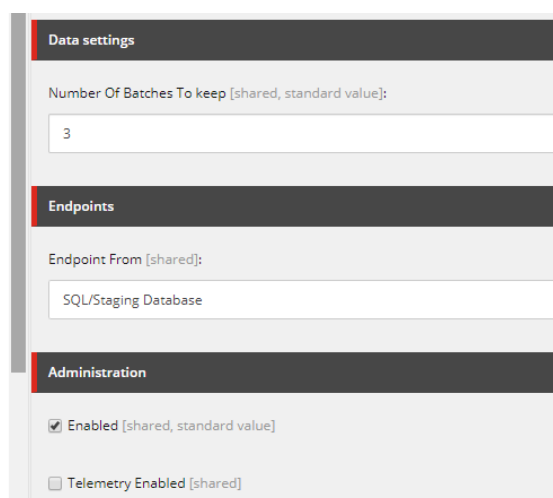 Data settings
Number Of Batches To keep [shared, standard value]:
3
Endpoints
Endpoint From [shared]:
SQL/Staging Database
Administration
Enabled [shared, standard value]
Telemetry Enabled [shared]